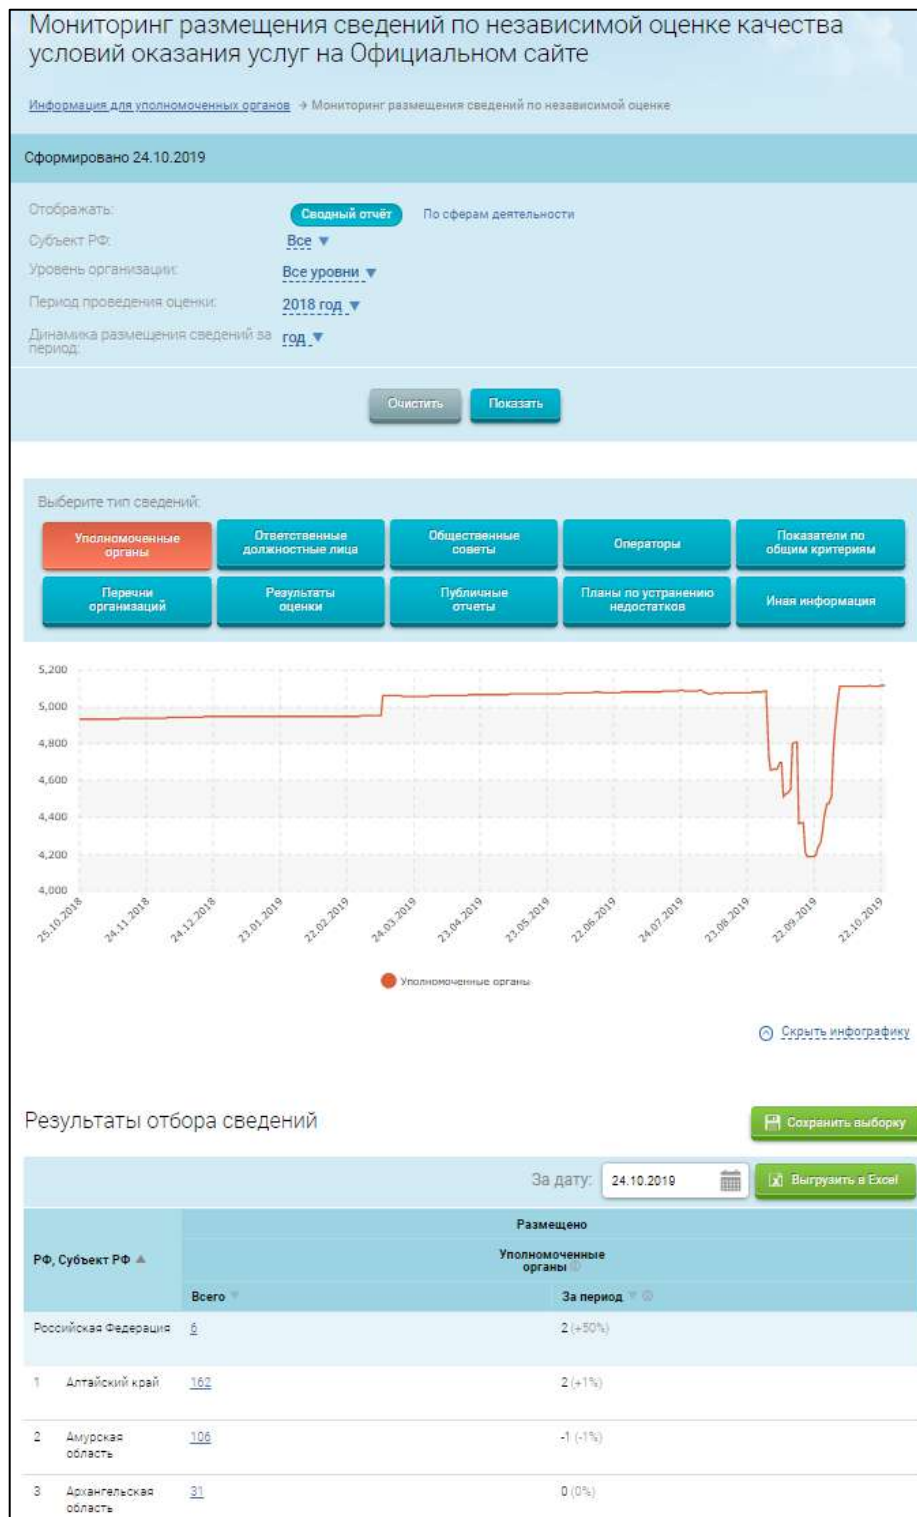 Мониторинг размещения сведений по независимой оценке качества
условий оказания услуг на Официальном сайте
Информация для уполномоченных органов → Мониторинг размещения сведений по независимой оценке
Сформировано 24.10.2019
Отображать: Сводный отчёт По сферам деятельности
Субъект РФ: Все ▼
Уровень организации: Все уровни ▼
Период проведения оценки: 2018 год ▼
Динамика размещения сведений за
период: год ▼
Очистить Показать
Выберите тип сведений:
Уполномоченные
органы
Ответственные
должностные лица
Общественные
советы
Операторы
Показатели по
общим критериям
Перечни
организаций
Результаты
оценки
Публичные
отчеты
Планы по устранению
недостатков
Иная информация
5,200
5,000
4,800
4,600
4,400
4,200
4,000
25.10.2018 24.11.2018 24.12.2018 23.01.2019 22.02.2019 24.03.2019 23.04.2019 23.05.2019 22.06.2019 24.07.2019 23.08.2019 22.09.2019 22.10.2019
Уполномоченные органы
Скрыть инфографику
Результаты отбора сведений
Сохранить выборку
За дату: 24.10.2019 Выгрузить в Excel
РФ, Субъект РФ ▲
Размещено
Уполномоченные
органы
Всего ▼ За период ▼
Российская Федерация 6 2 (+50%)
1 Алтайский край 162 2 (+1%)
2 Амурская
область 106 -1 (-1%)
3 Архангельская
область 31 0 (0%)